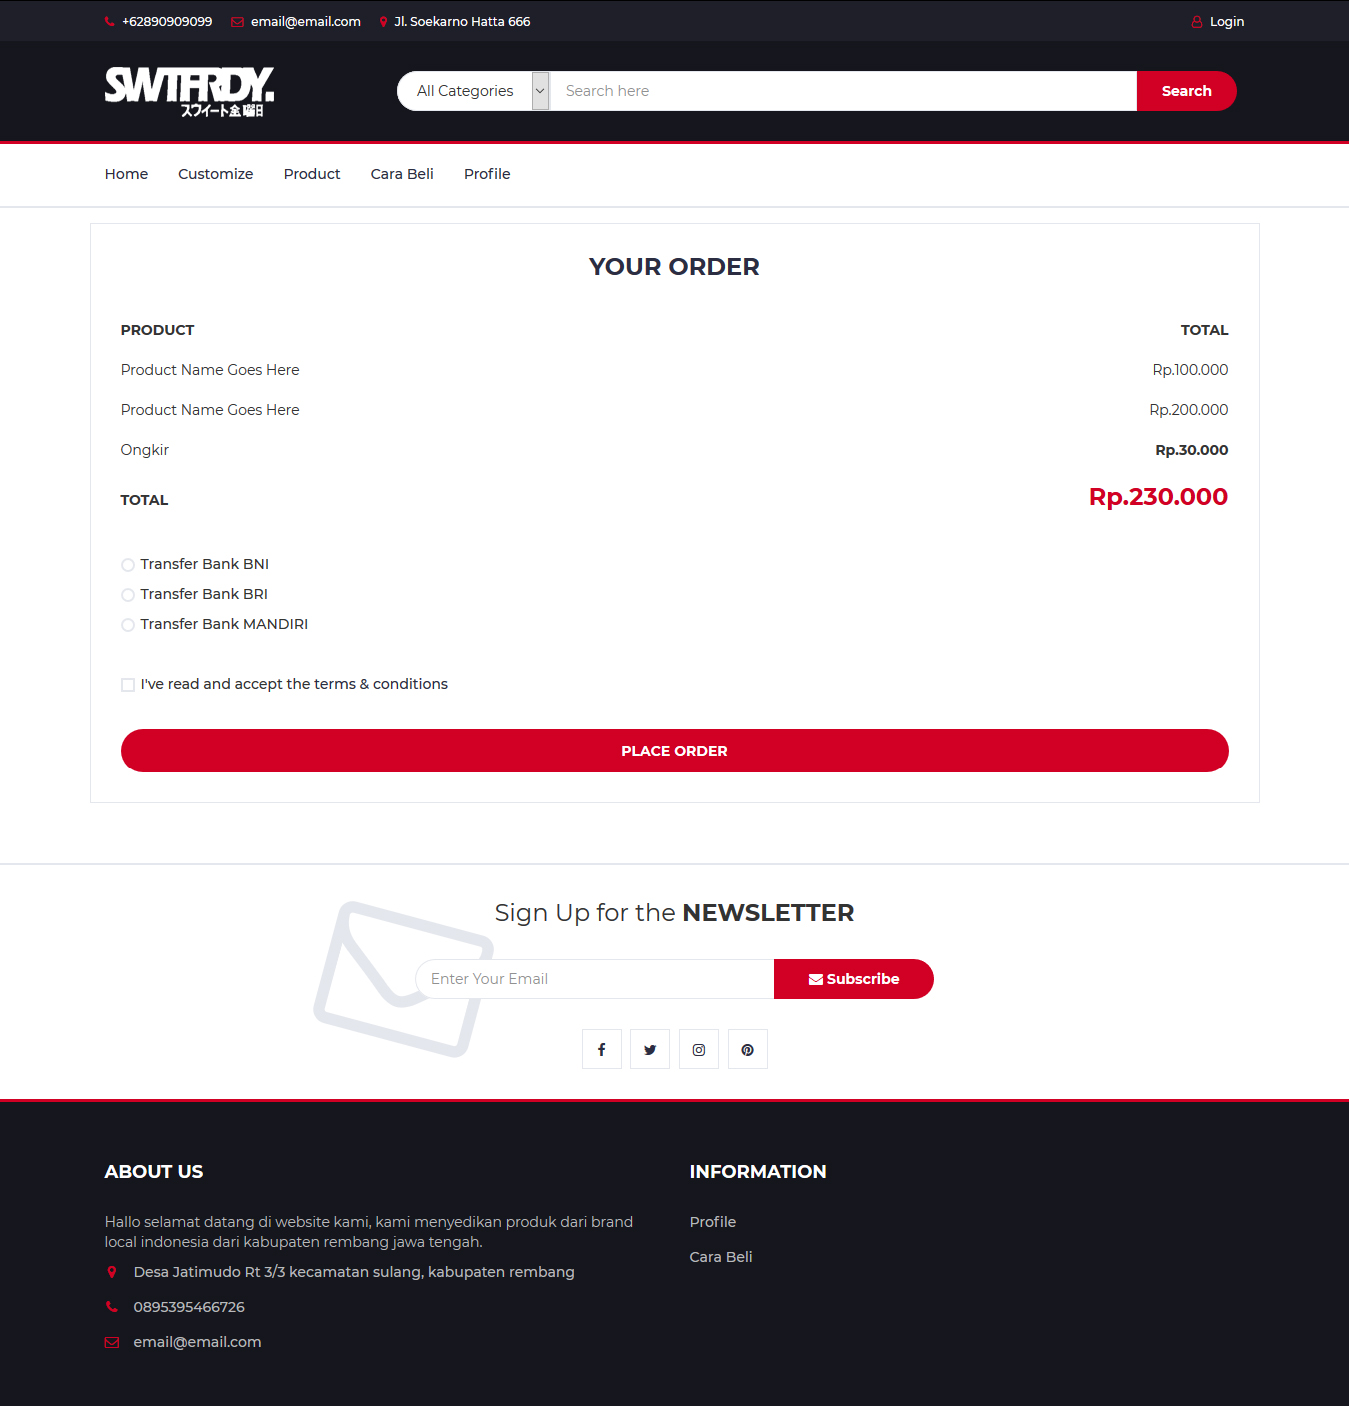 +62890909099 email@email.com Jl. Soekarno Hatta 666 Login
SWTFRDY.
スウィート金曜日
All Categories Search here Search
Home Customize Product Cara Beli Profile
YOUR ORDER
PRODUCT TOTAL
Product Name Goes Here Rp.100.000
Product Name Goes Here Rp.200.000
Ongkir Rp.30.000
TOTAL Rp.230.000
Transfer Bank BNI
Transfer Bank BRI
Transfer Bank MANDIRI
I've read and accept the terms & conditions
PLACE ORDER
Sign Up for the NEWSLETTER
Enter Your Email Subscribe
ABOUT US
Hallo selamat datang di website kami, kami menyedikan produk dari brand
local indonesia dari kabupaten rembang jawa tengah.
Desa Jatimudo Rt 3/3 kecamatan sulang, kabupaten rembang
0895395466726
email@email.com
INFORMATION
Profile
Cara Beli